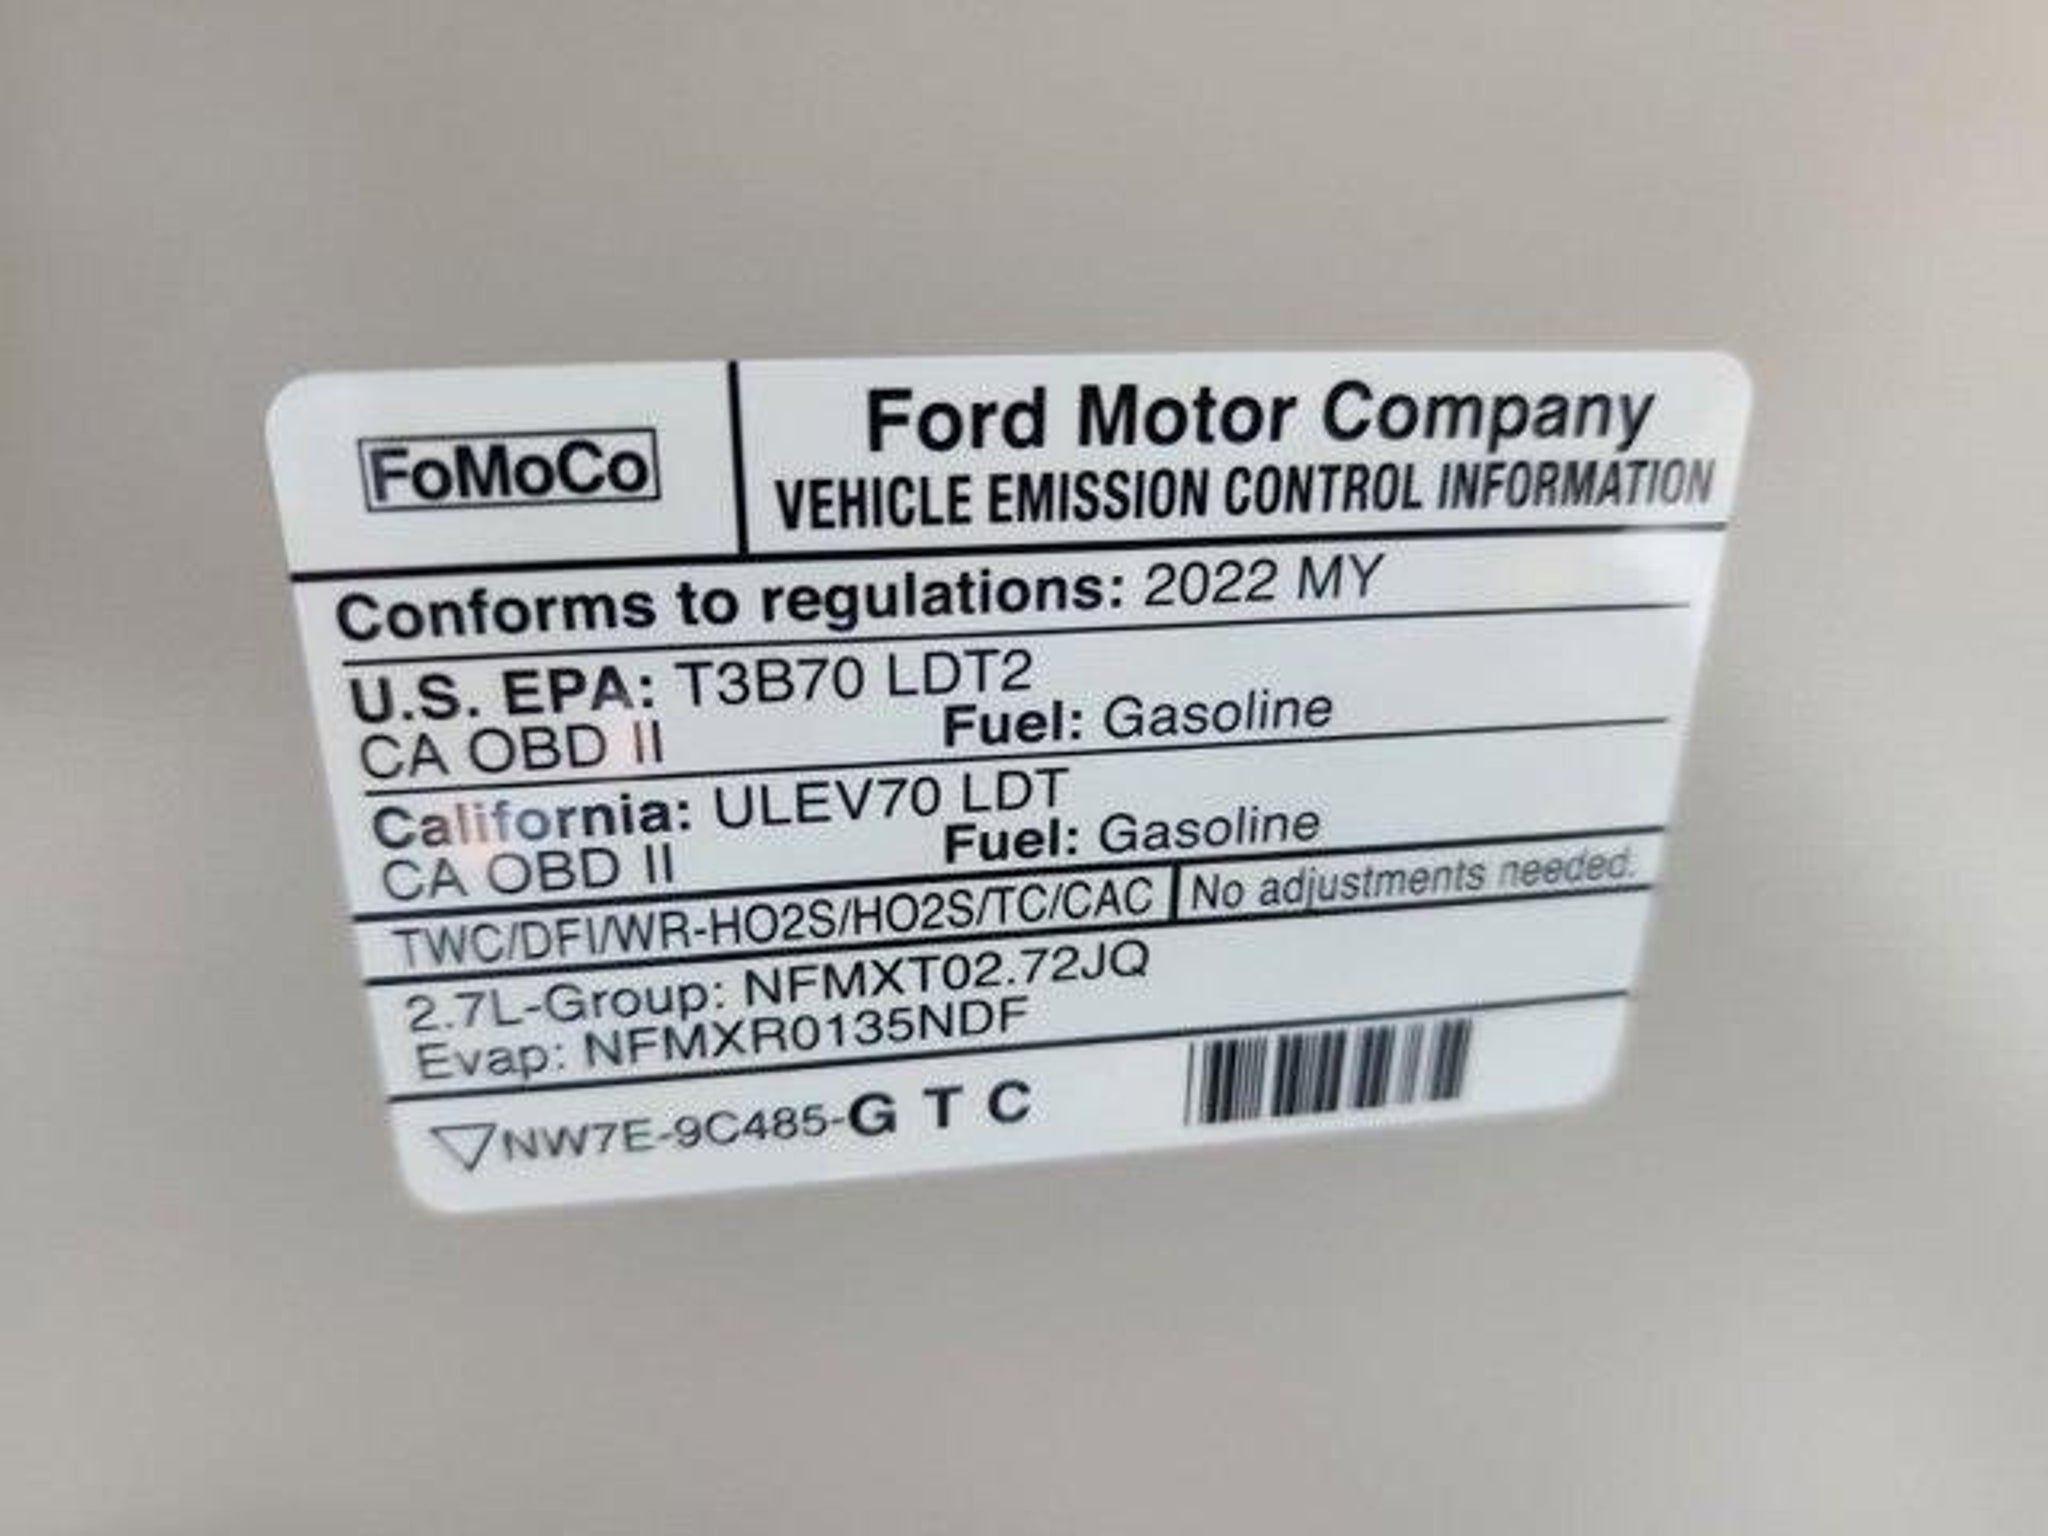 FoMoCo
Ford Motor Company
VEHICLE EMISSION CONTROL INFORMATION
Conforms to regulations: 2022 MY
U.S. EPA: T3B70 LDT2
CA OBD II Fuel: Gasoline
California: ULEV70 LDT
CA OBD II Fuel: Gasoline
TWC/DFI/WR-HO2S/HO2S/TC/CAC No adjustments needed.
2.7L-Group: NFMXT02.72JQ
Evap: NFMXR0135NDF
NW7E-9C485-G T C